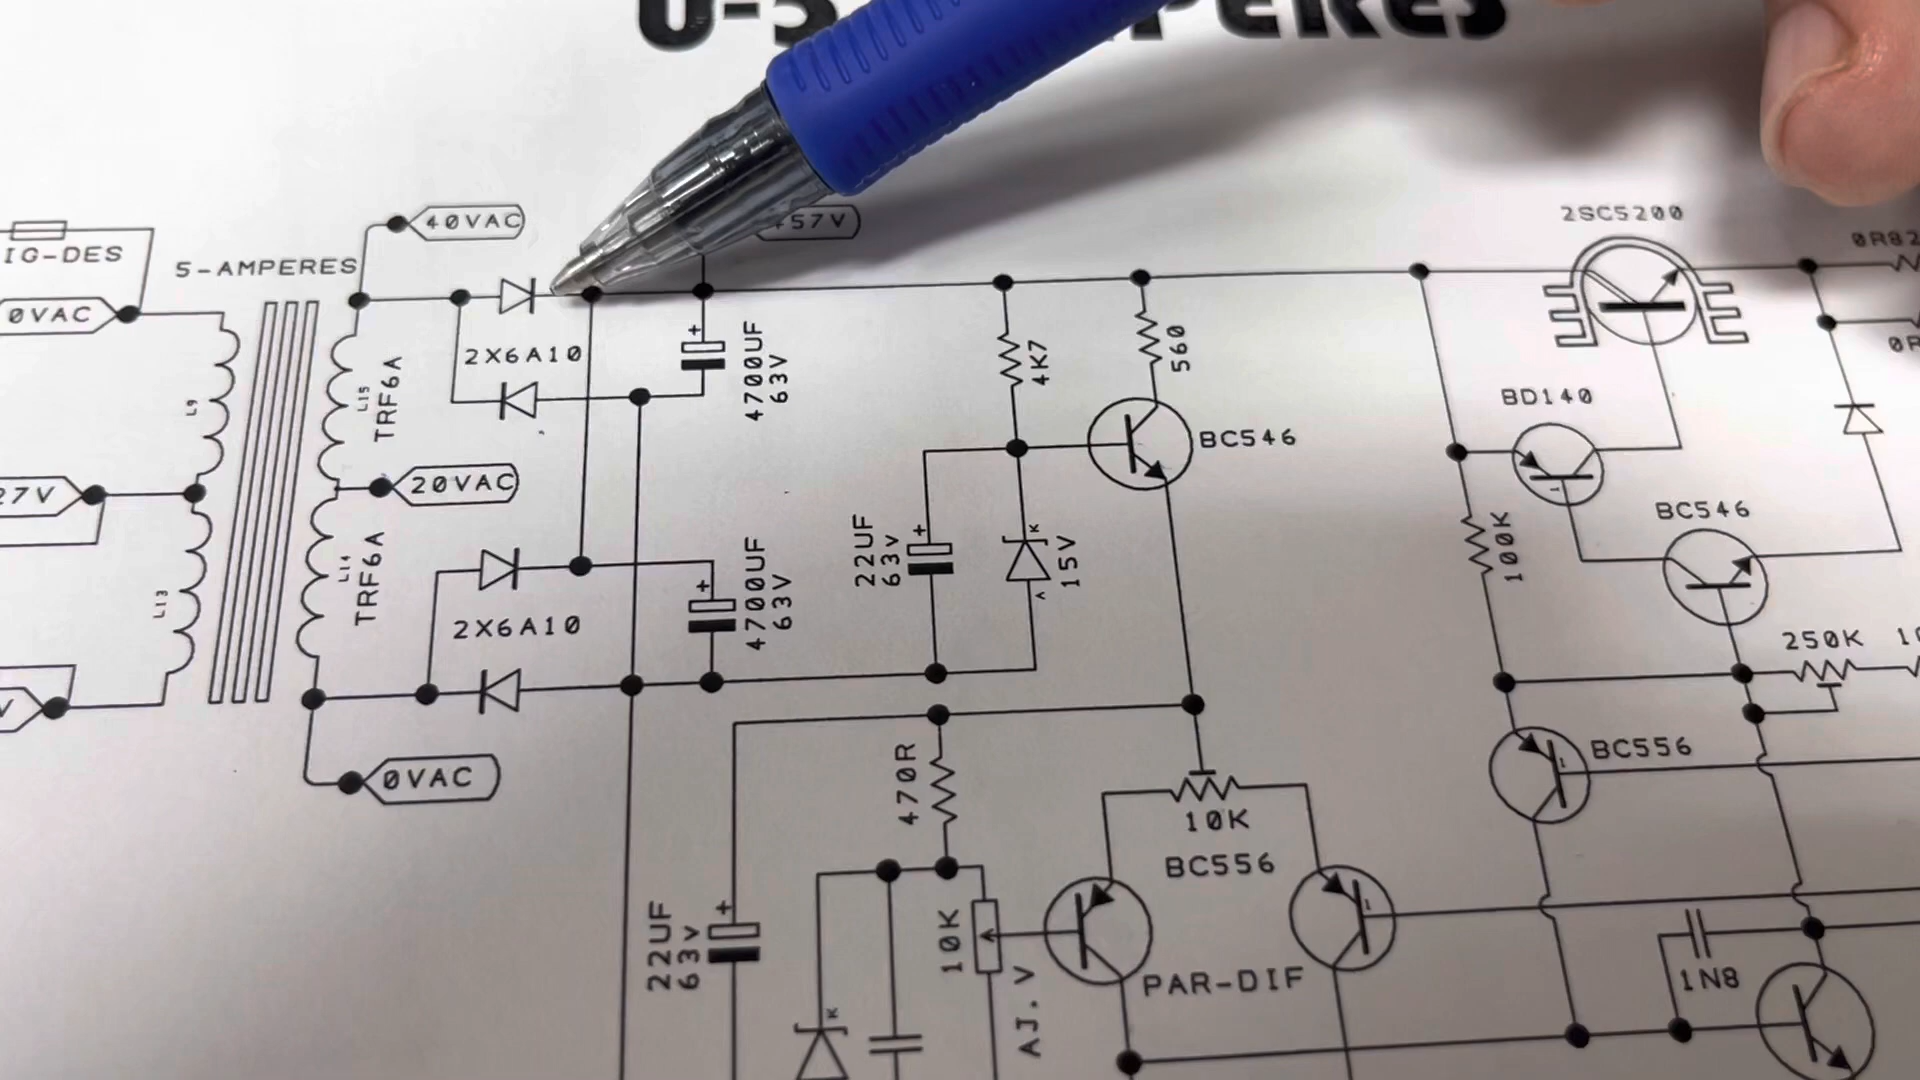 40VAC
57V
2SC5200
0R82
IG-DES
5-AMPERES
0VAC
2X6A10
4700UF
63V
4K7
560
BD140
L9
L15
TRF6A
BC546
27V
20VAC
22UF
63V
15V
K
A
100K
BC546
L13
L14
TRF6A
2X6A10
4700UF
63V
250K
470R
BC556
0VAC
10K
BC556
22UF
63V
10K
AJ.V
PAR-DIF
1N8
K